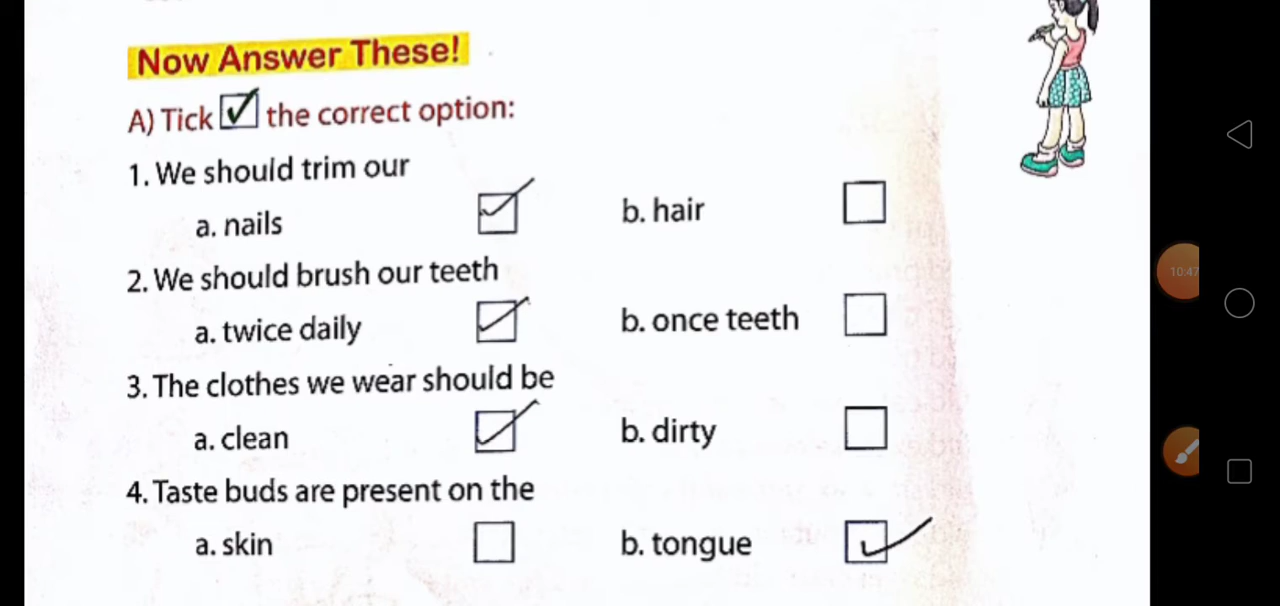 Now Answer These!
A) Tick ☑ the correct option:
1. We should trim our
a. nails ☑ b. hair ☐
2. We should brush our teeth
a. twice daily ☑ b. once teeth ☐
3. The clothes we wear should be
a. clean ☑ b. dirty ☐
4. Taste buds are present on the
a. skin ☐ b. tongue ☑
10:47